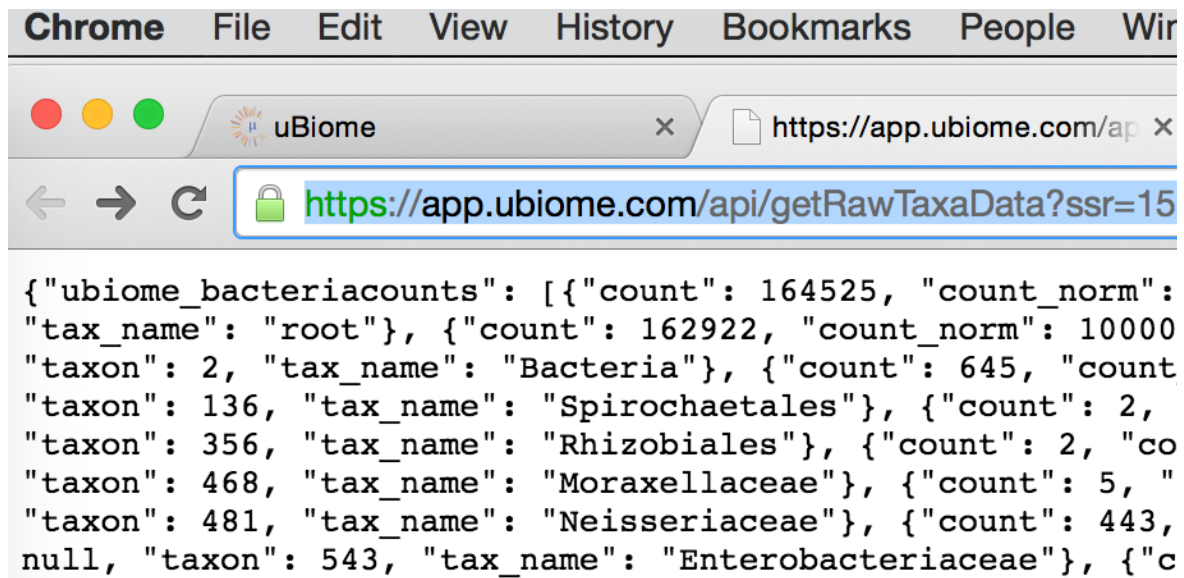 Chrome File Edit View History Bookmarks People
uBiome https://app.ubiome.com/ap
https://app.ubiome.com/api/getRawTaxaData?ssr=15
{"ubiome_bacteriacounts": [{"count": 164525, "count_norm":
"tax_name": "root"}, {"count": 162922, "count_norm": 10000
"taxon": 2, "tax_name": "Bacteria"}, {"count": 645, "count_
"taxon": 136, "tax_name": "Spirochaetales"}, {"count": 2,
"taxon": 356, "tax_name": "Rhizobiales"}, {"count": 2, "co
"taxon": 468, "tax_name": "Moraxellaceae"}, {"count": 5, "
"taxon": 481, "tax_name": "Neisseriaceae"}, {"count": 443,
null, "taxon": 543, "tax_name": "Enterobacteriaceae"}, {"c